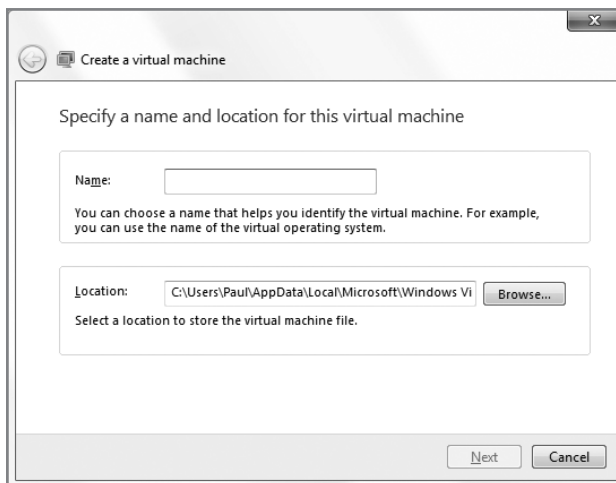 x
Create a virtual machine
Specify a name and location for this virtual machine
Name:
You can choose a name that helps you identify the virtual machine. For example,
you can use the name of the virtual operating system.
Location: C:\Users\Paul\AppData\Local\Microsoft\Windows Vi Browse...
Select a location to store the virtual machine file.
Next Cancel